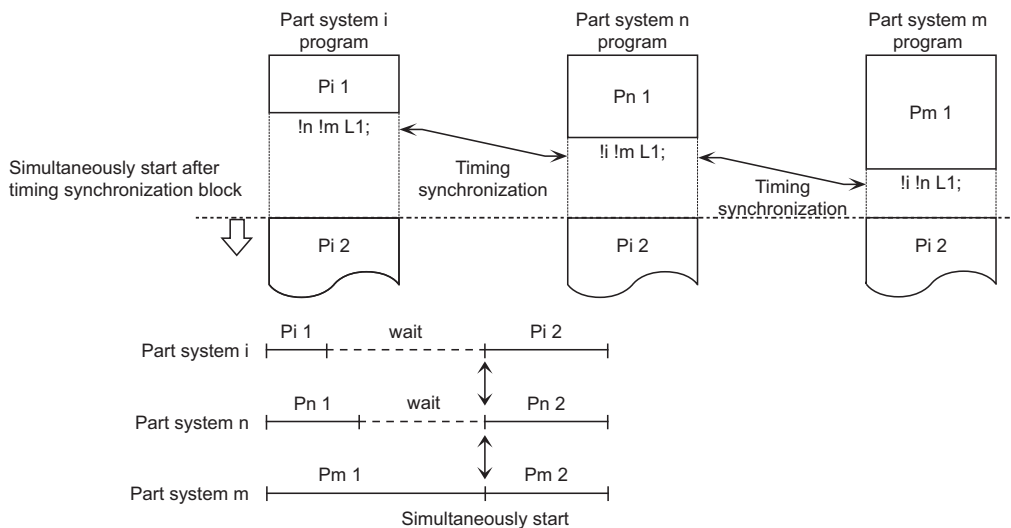 Part system i
program
Part system n
program
Part system m
program
Pi 1
Pn 1
Pm 1
!n !m L1;
!i !m L1;
!i !n L1;
Simultaneously start after
timing synchronization block
Timing
synchronization
Timing
synchronization
Pi 2
Pi 2
Pi 2
Pi 1
wait
Pi 2
Part system i
Pn 1
wait
Pn 2
Part system n
Pm 1
Pm 2
Part system m
Simultaneously start